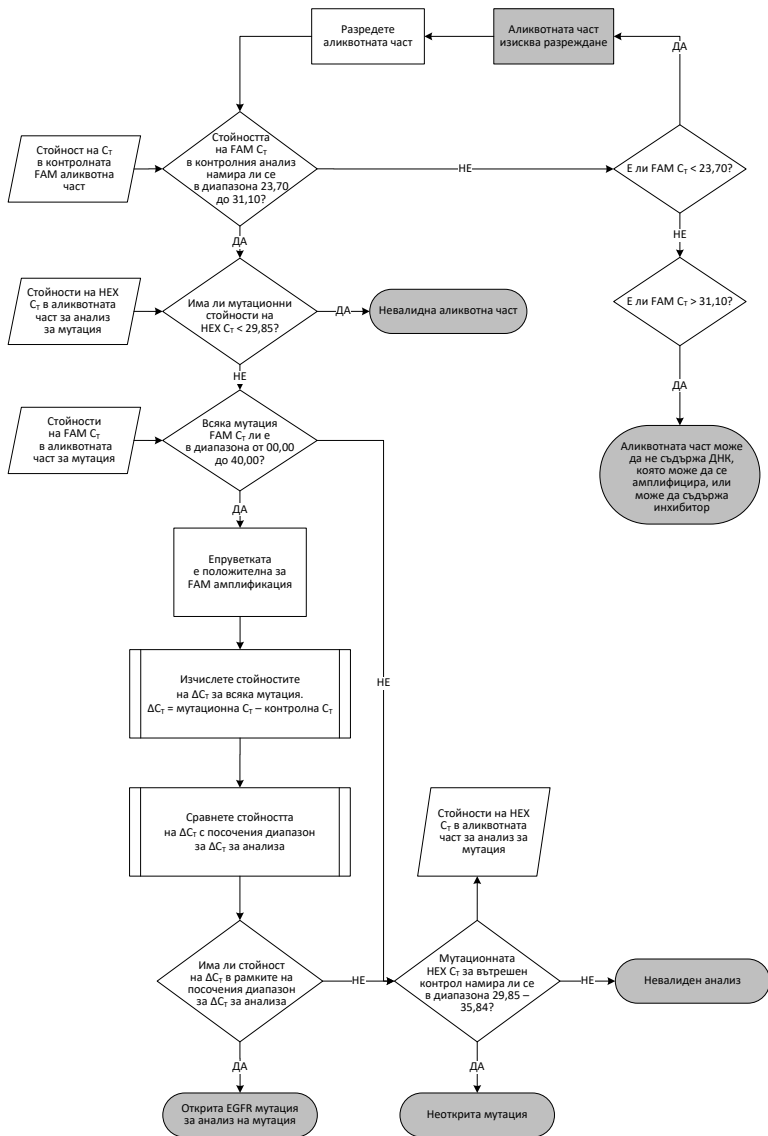 Разредете
аликвотната част
Аликвотната част
изисква разреждане
ДА
Стойност на CT
в контролната
FAM аликвотна
част
Стойността
на FAM CT
в контролния анализ
намира ли се
в диапазона 23,70
до 31,10?
НЕ
Е ли FAM CT < 23,70?
ДА
НЕ
Стойности на HEX
CT в аликвотната
част за анализ
за мутация
Има ли мутационни
стойности на
HEX CT < 29,85?
ДА
Невалидна аликвотна част
Е ли FAM CT > 31,10?
НЕ
ДА
Стойности
на FAM CT
в аликвотната
част за мутация
Всяка мутация
FAM CT ли е
в диапазона от 00,00
до 40,00?
Аликвотната част може
да не съдържа ДНК,
която може да се
амплифицира, или
може да съдържа
инхибитор
ДА
Епруветката
е положителна за
FAM амплификация
Изчислете стойностите
на ΔCT за всяка мутация.
ΔCT = мутационна CT – контролна CT
НЕ
Сравнете стойността
на ΔCT с посочения диапазон
за ΔCT за анализа
Стойности на HEX
CT в аликвотната
част за анализ за
мутация
Има ли стойност
на ΔCT в рамките на
посочения диапазон
за ΔCT за анализа
НЕ
Мутационната
HEX CT за вътрешен
контрол намира ли се
в диапазона 29,85 –
35,84?
НЕ
Невалиден анализ
ДА
ДА
Открита EGFR мутация
за анализ на мутация
Неоткрита мутация